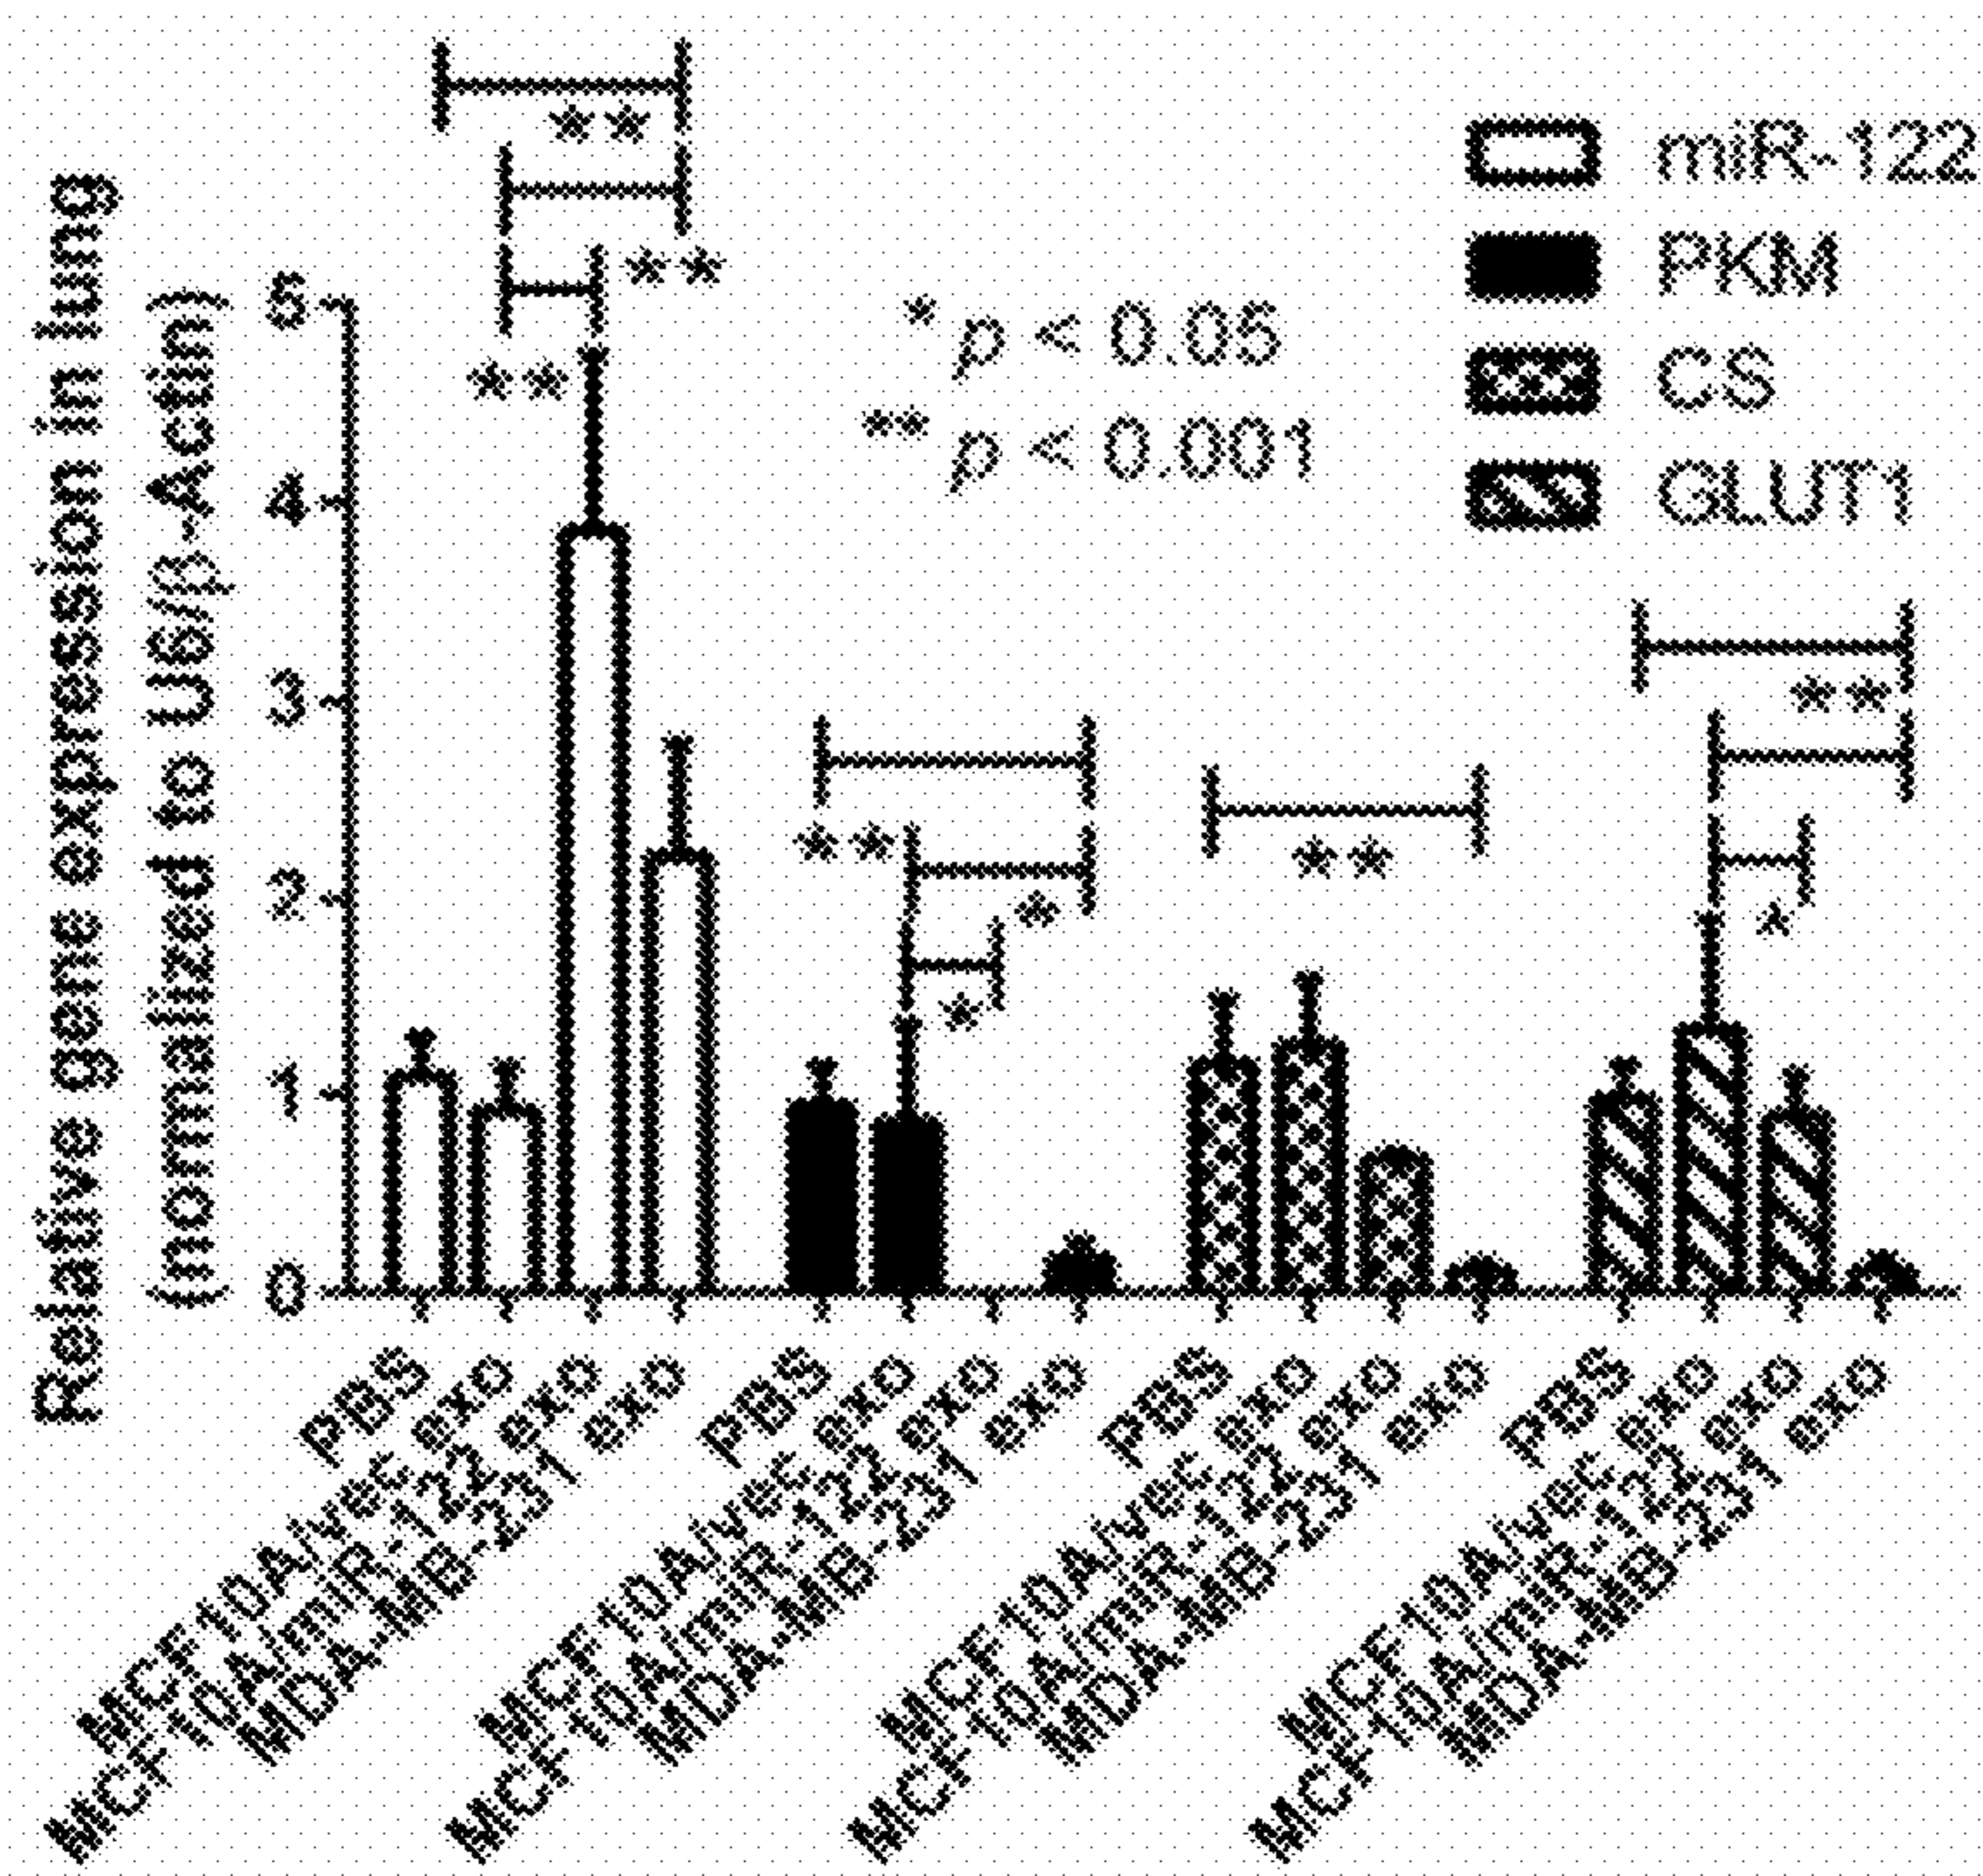 Relative gene expression in lung
(normalized to U6/β-Actin)
5
4
3
2
1
0
**
**
**
* p < 0.05
** p < 0.001
miR-122
PKM
CS
GLUT1
**
*
*
**
**
*
PBS
MCF10A/vec exo
MCF10A/miR-122 exo
MDA-MB-231 exo
PBS
MCF10A/vec exo
MCF10A/miR-122 exo
MDA-MB-231 exo
PBS
MCF10A/vec exo
MCF10A/miR-122 exo
MDA-MB-231 exo
PBS
MCF10A/vec exo
MCF10A/miR-122 exo
MDA-MB-231 exo